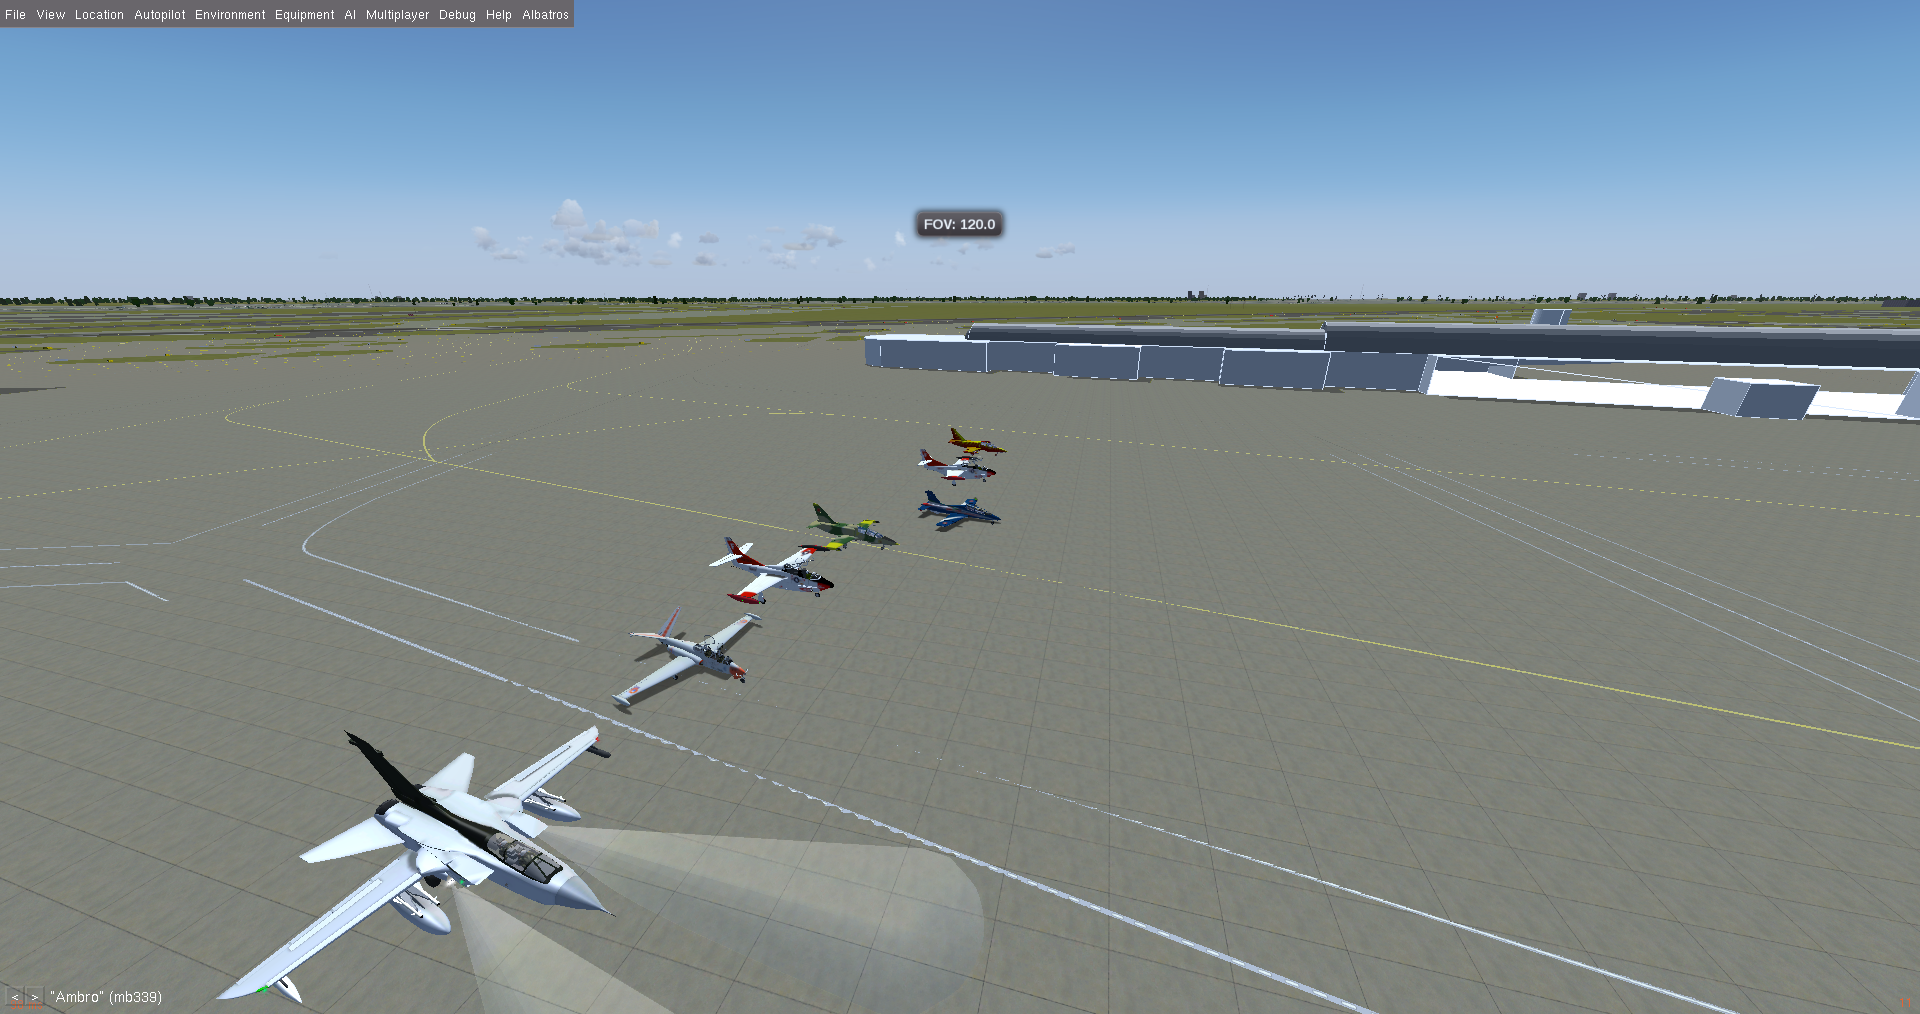 File View Location Autopilot Environment Equipment AI Multiplayer Debug Help Albatros
FOV: 120.0
< > "Ambro" (mb339)